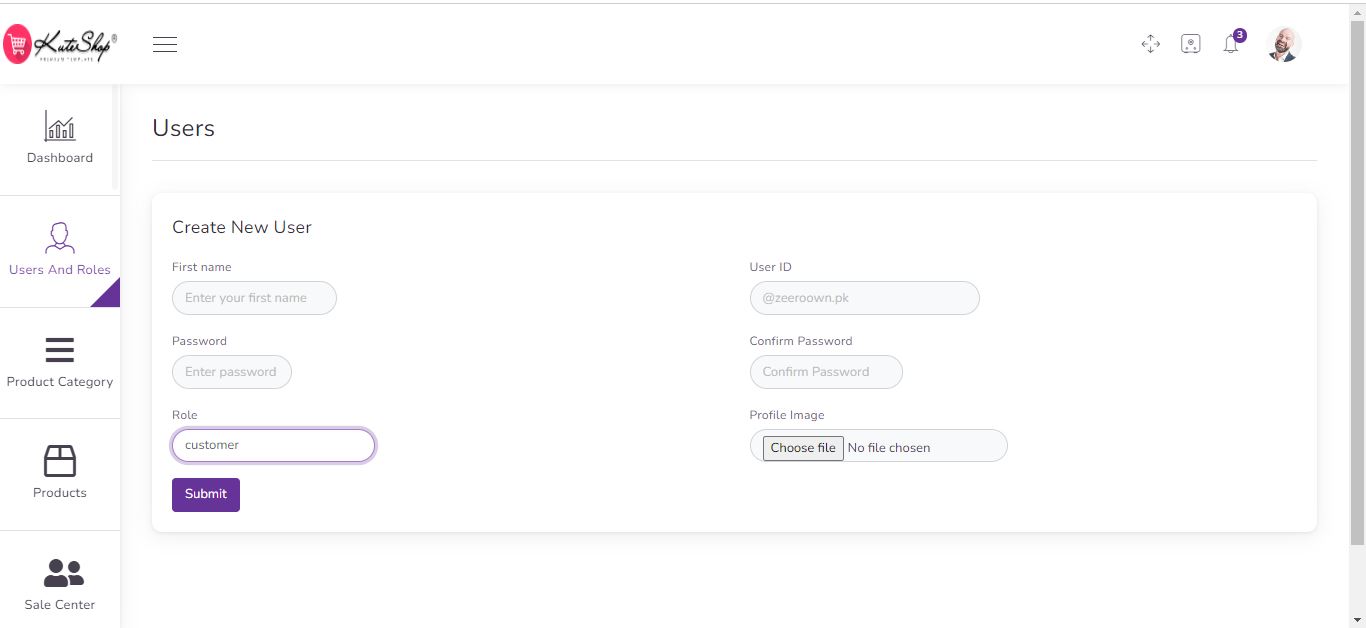 KuteShop®
PREMIUM TEMPLATE
3
Dashboard
Users And Roles
Product Category
Products
Sale Center
Users
Create New User
First name
Enter your first name
User ID
@zeeroown.pk
Password
Enter password
Confirm Password
Confirm Password
Role
customer
Profile Image
Choose file No file chosen
Submit